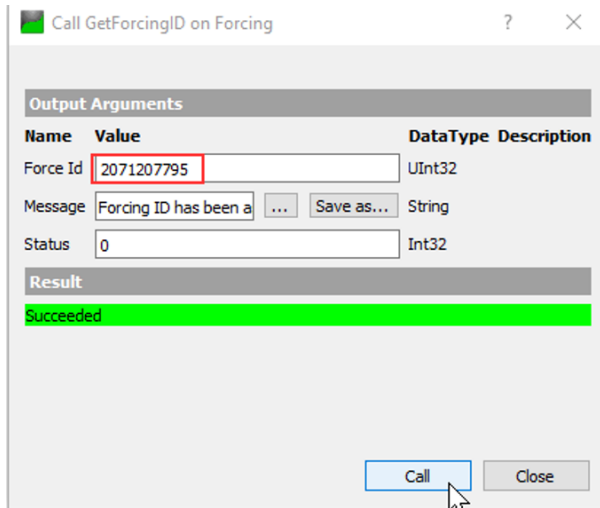 Call GetForcingID on Forcing ? ×
Output Arguments
Name Value DataType Description
Force Id 2071207795 UInt32
Message Forcing ID has been a ... Save as... String
Status 0 Int32
Result
Succeeded
Call Close